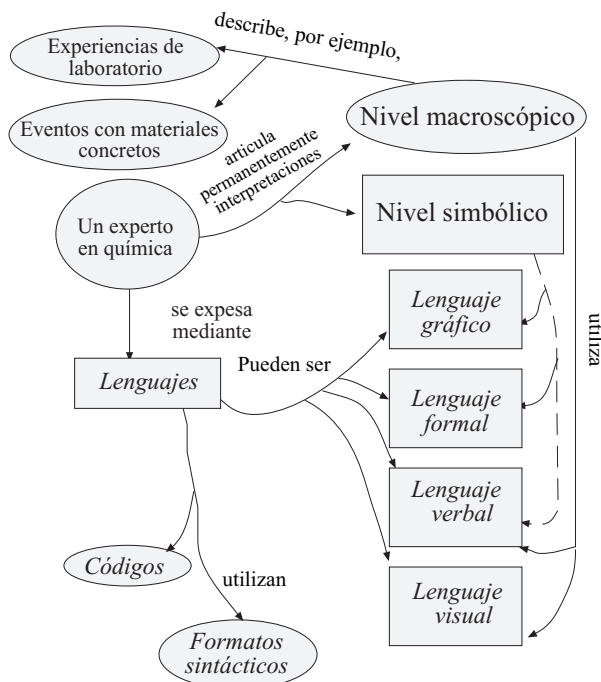 describe, por ejemplo,
Experiencias de
laboratorio
Eventos con materiales
concretos
Nivel macroscópico
articula
permanentemente
interpretaciones
Un experto
en química
Nivel simbólico
se expesa
mediante
Lenguaje
gráfico
utiliza
Lenguajes
Pueden ser
Lenguaje
formal
Lenguaje
verbal
Códigos
utilizan
Lenguaje
visual
Formatos
sintácticos